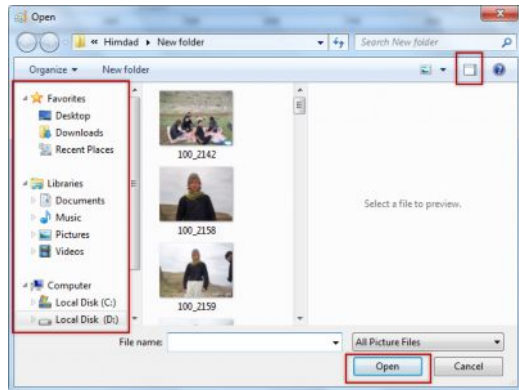 Open
« Himdad ▸ New folder
Search New folder
Organize ▾ New folder
Favorites
Desktop
Downloads
Recent Places
Libraries
Documents
Music
Pictures
Videos
Computer
Local Disk (C:)
Local Disk (D:)
100_2142
100_2158
100_2159
Select a file to preview.
File name:
All Picture Files
Open
Cancel